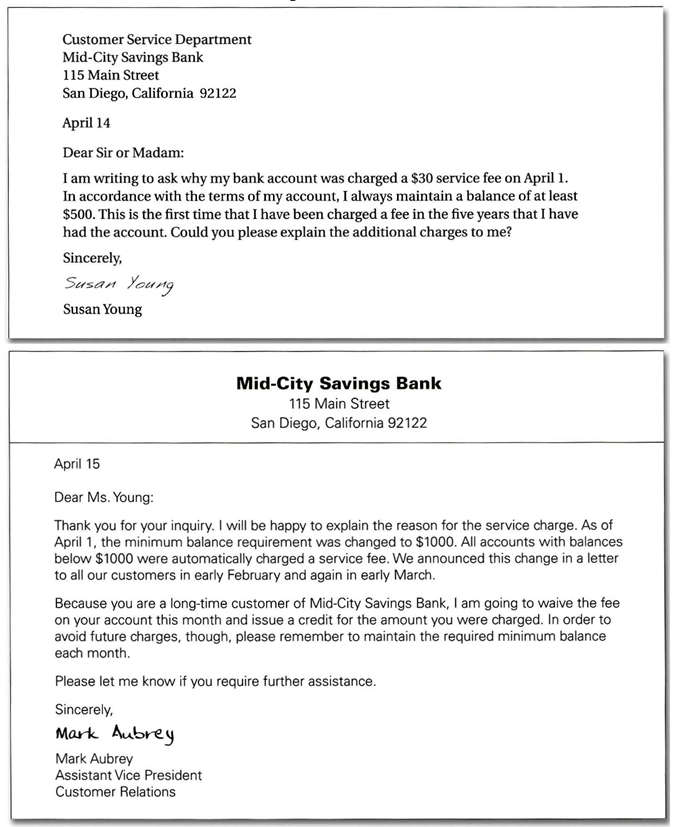 Customer Service Department
Mid-City Savings Bank
115 Main Street
San Diego, California 92122
April 14
Dear Sir or Madam:
I am writing to ask why my bank account was charged a $30 service fee on April 1.
In accordance with the terms of my account, I always maintain a balance of at least
$500. This is the first time that I have been charged a fee in the five years that I have
had the account. Could you please explain the additional charges to me?
Sincerely,
Susan Young
Susan Young
Mid-City Savings Bank
115 Main Street
San Diego, California 92122
April 15
Dear Ms. Young:
Thank you for your inquiry. I will be happy to explain the reason for the service charge. As of
April 1, the minimum balance requirement was changed to $1000. All accounts with balances
below $1000 were automatically charged a service fee. We announced this change in a letter
to all our customers in early February and again in early March.
Because you are a long-time customer of Mid-City Savings Bank, I am going to waive the fee
on your account this month and issue a credit for the amount you were charged. In order to
avoid future charges, though, please remember to maintain the required minimum balance
each month.
Please let me know if you require further assistance.
Sincerely,
Mark Aubrey
Mark Aubrey
Assistant Vice President
Customer Relations